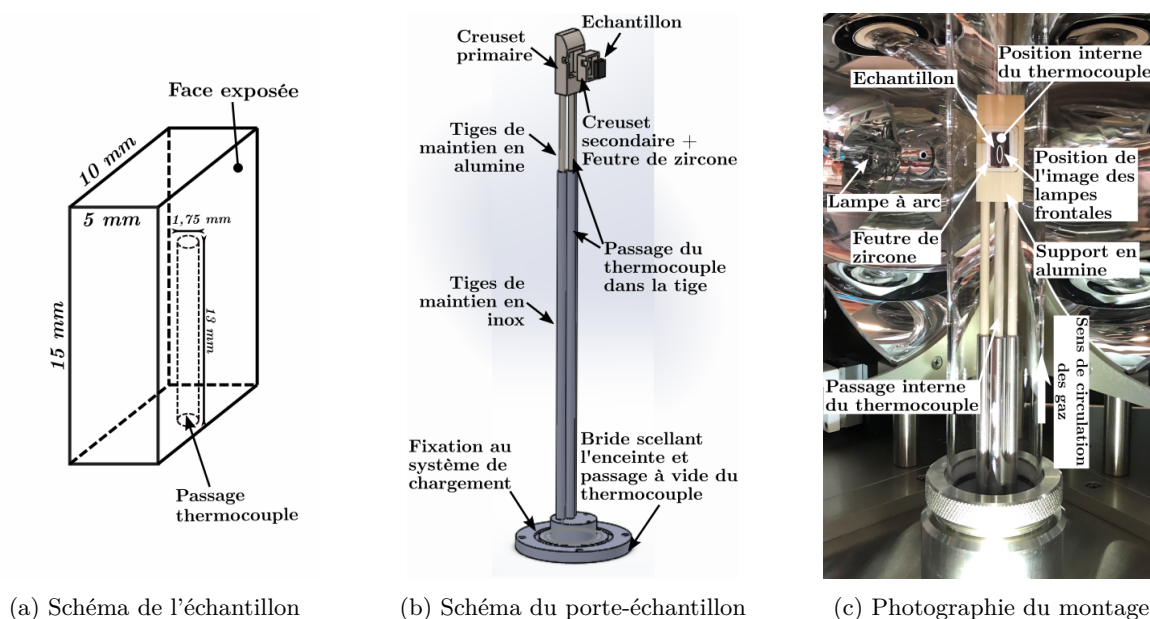 Face exposée
10 mm
5 mm
1,75 mm
13 mm
15 mm
Passage
thermocouple
(a) Schéma de l'échantillon
Echantillon
Creuset
primaire
Tiges de
maintien en
alumine
Creuset
secondaire +
Feutre de zircone
Passage du
thermocouple
dans la tige
Tiges de
maintien en
inox
Fixation au
système de
chargement
Bride scellant
l'enceinte et
passage à vide du
thermocouple
(b) Schéma du porte-échantillon
Position interne
du thermocouple
Echantillon
Position de
l'image des
lampes
frontales
Lampe à arc
Feutre de
zircone
Support en
alumine
Sens de circulation
des gaz
Passage interne
du thermocouple
(c) Photographie du montage